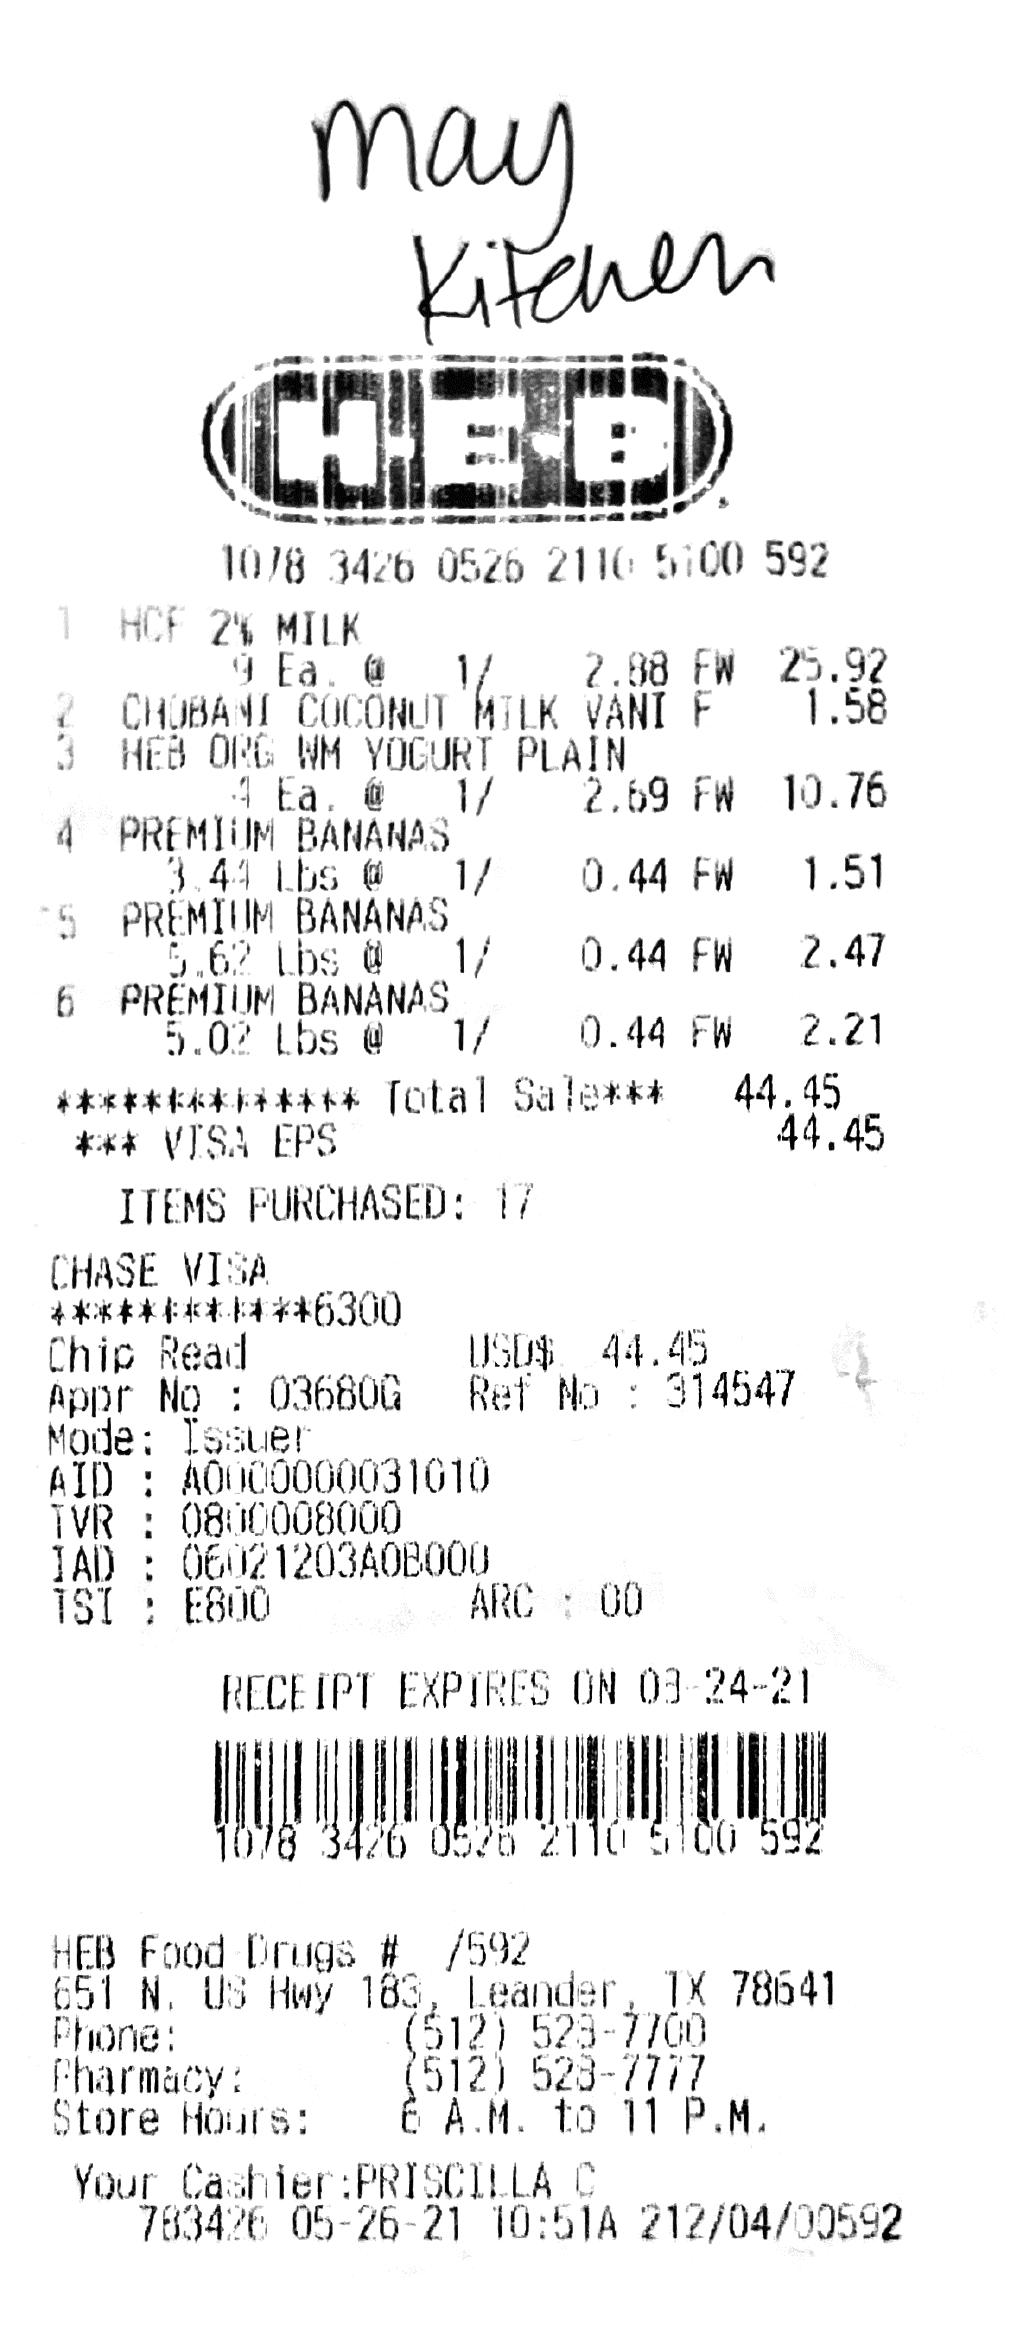 May
Kitchen
H-E-B
1078 3426 0526 2110 5100 592
1 HCF 2% MILK
9 Ea. @ 1/ 2.88 FW 25.92
2 CHOBANI COCONUT MILK VANI F 1.58
3 HEB ORG WM YOGURT PLAIN
4 Ea. @ 1/ 2.69 FW 10.76
4 PREMIUM BANANAS
3.44 Lbs @ 1/ 0.44 FW 1.51
5 PREMIUM BANANAS
5.62 Lbs @ 1/ 0.44 FW 2.47
6 PREMIUM BANANAS
5.02 Lbs @ 1/ 0.44 FW 2.21
************** Total Sale*** 44.45
*** VISA EPS 44.45
ITEMS PURCHASED: 17
CHASE VISA
************6300
Chip Read USD$ 44.45
Appr No : 03680G Ref No : 314547
Mode: Issuer
AID : A0000000031010
TVR : 0800008000
IAD : 06021203A0B000
TSI : E800 ARC : 00
RECEIPT EXPIRES ON 08-24-21
1078 3426 0526 2110 5100 592
HEB Food Drugs # /592
651 N. US Hwy 183, Leander, TX 78641
Phone: (512) 528-7700
Pharmacy: (512) 528-7777
Store Hours: 6 A.M. to 11 P.M.
Your Cashier:PRISCILLA C
783426 05-26-21 10:51A 212/04/00592